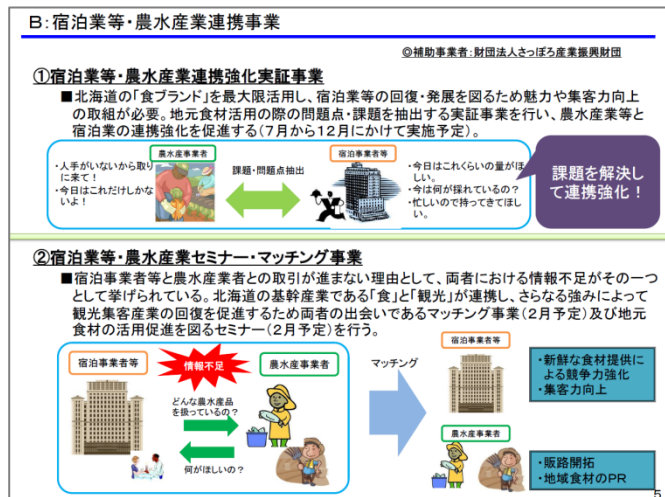 B:宿泊業等・農水産業連携事業
◎補助事業者:財団法人さっぽろ産業振興財団
①宿泊業等・農水産業連携強化実証事業
■北海道の「食ブランド」を最大限活用し、宿泊業等の回復・発展を図るため魅力や集客力向上
の取組が必要。地元食材活用の際の問題点・課題を抽出する実証事業を行い、農水産業等と
宿泊業の連携強化を促進する(7月から12月にかけて実施予定)。
農水産事業者
・人手がいないから取り
に来て!
・今日はこれだけしかな
いよ!
課題・問題点抽出
宿泊事業者等
・今日はこれくらいの量がほ
しい。
・今は何が採れているの?
・忙しいので持ってきてほし
い。
課題を解決し
て連携強化!
②宿泊業等・農水産業セミナー・マッチング事業
■宿泊事業者等と農水産業者との取引が進まない理由として、両者における情報不足がその一つ
として挙げられている。北海道の基幹産業である「食」と「観光」が連携し、さらなる強みによって
観光集客産業の回復を促進するため両者の出会いであるマッチング事業(2月予定)及び地元
食材の活用促進を図るセミナー(2月予定)を行う。
宿泊事業者等
情報不足
農水産事業者
どんな農水産品
を扱っているの?
何がほしいの?
マッチング
宿泊事業者等
・新鮮な食材提供に
よる競争力強化
・集客力向上
農水産事業者
・販路開拓
・地域食材のPR
5